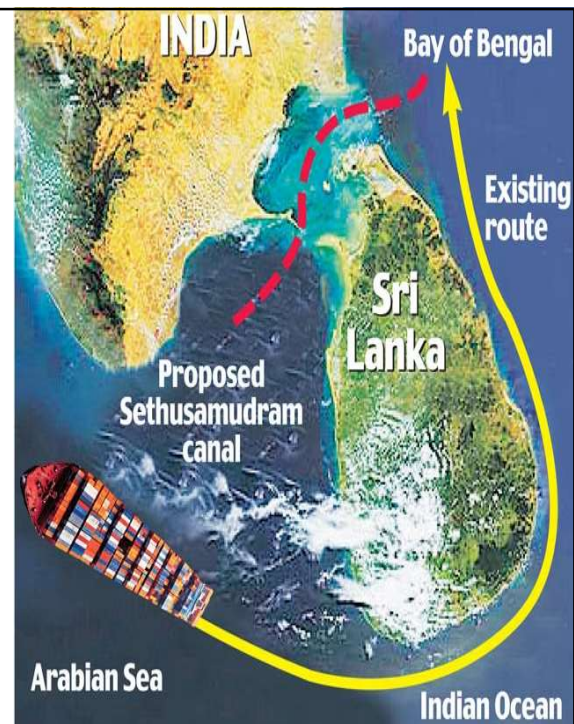 INDIA
Bay of Bengal
Existing
route
Sri
Lanka
Proposed
Sethusamudram
canal
Arabian Sea
Indian Ocean